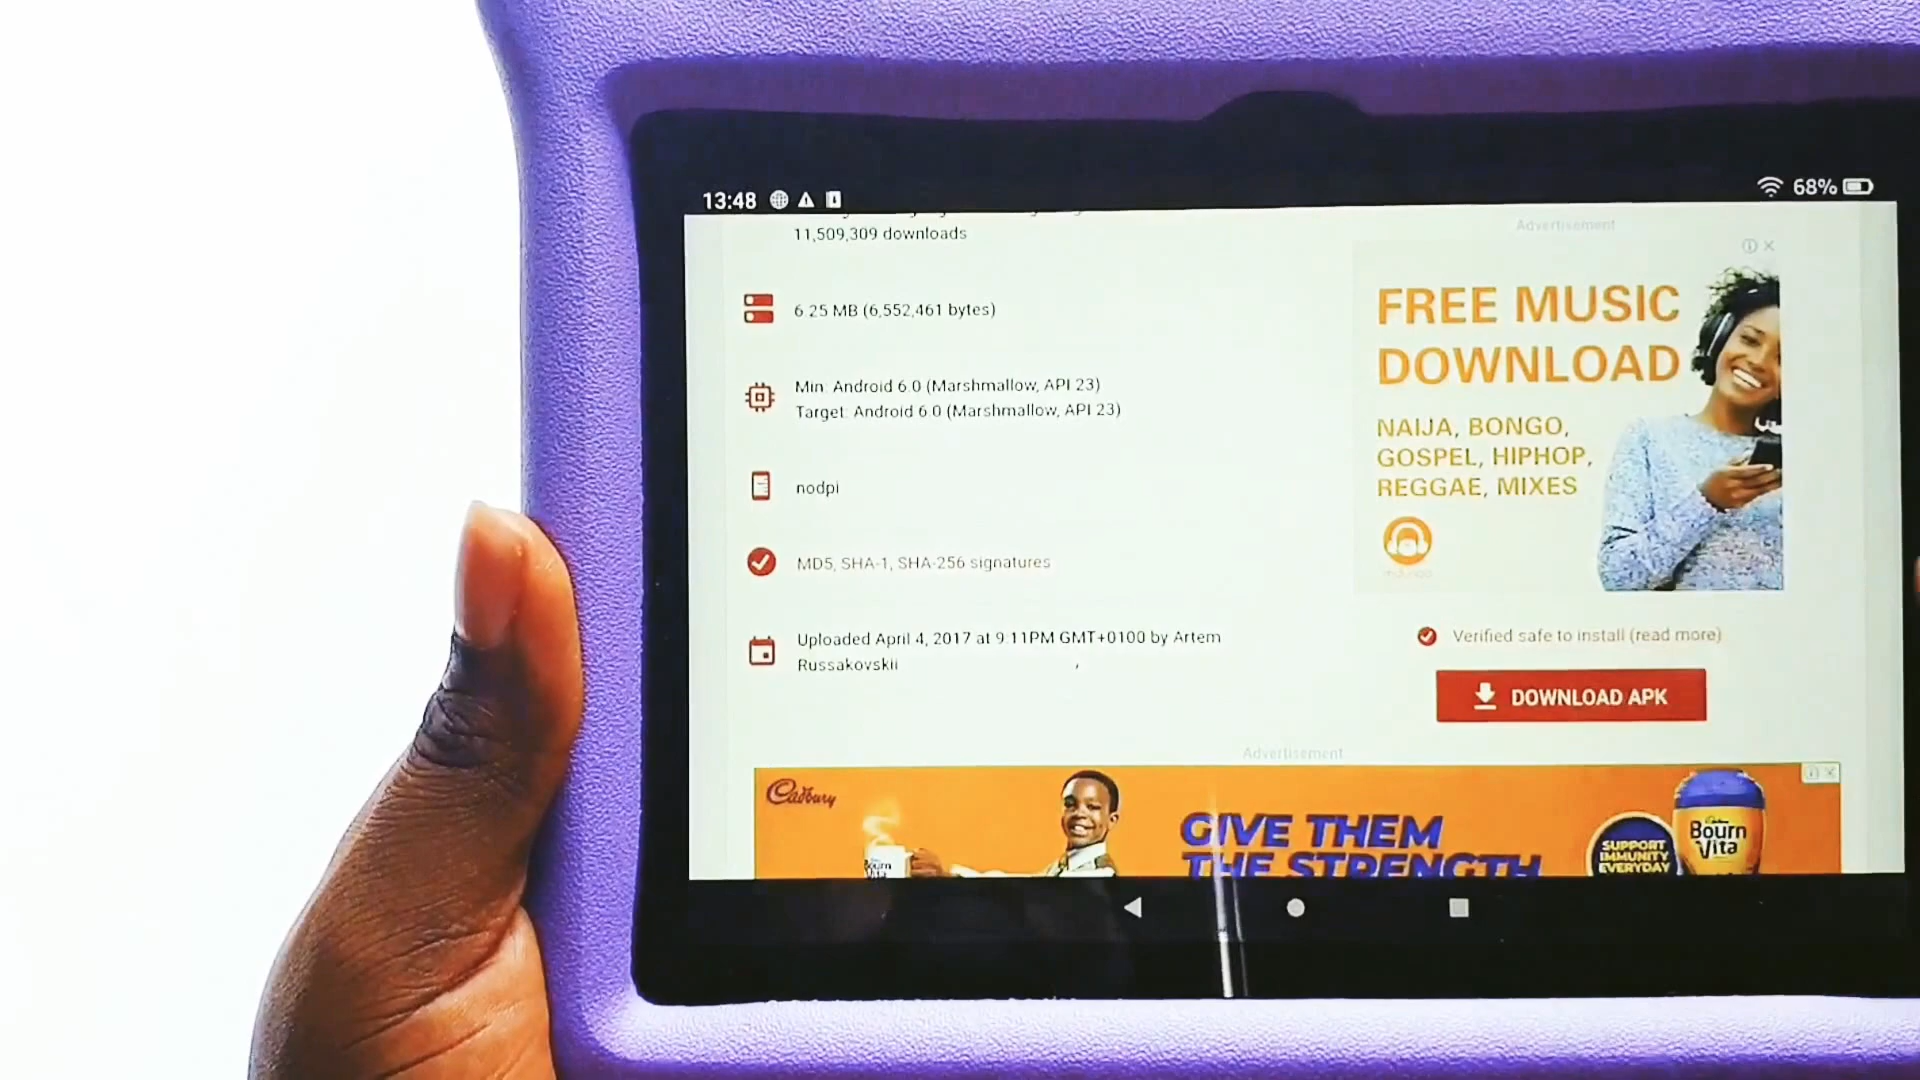 13:48
68%
11,509,309 downloads
6.25 MB (6,552,461 bytes)
Min: Android 6.0 (Marshmallow, API 23)
Target: Android 6.0 (Marshmallow, API 23)
nodpi
MD5, SHA-1, SHA-256 signatures
Uploaded April 4, 2017 at 9:11PM GMT+0100 by Artem
Russakovskii
Advertisement
FREE MUSIC
DOWNLOAD
NAIJA, BONGO,
GOSPEL, HIPHOP,
REGGAE, MIXES
Verified safe to install (read more)
DOWNLOAD APK
Advertisement
Cadbury
Bourn
Vita
GIVE THEM
THE STRENGTH
SUPPORT
IMMUNITY
EVERYDAY
Cadbury
Bourn
Vita